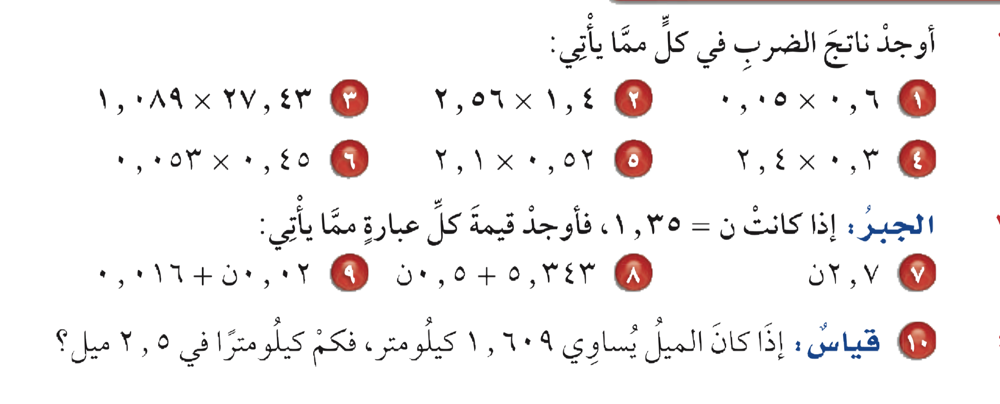 أوجدْ ناتجَ الضربِ في كلٍّ ممَّا يأْتِي:
١ ٠,٦ × ٠,٠٥ ٢ ١,٤ × ٢,٥٦ ٣ ٢٧,٤٣ × ١,٠٨٩
٤ ٠,٣ × ٢,٤ ٥ ٠,٥٢ × ٢,١ ٦ ٠,٤٥ × ٠,٠٥٣
الجبرُ: إذا كانتْ ن = ١,٣٥، فأوجدْ قيمةَ كلِّ عبارةٍ ممَّا يأْتِي:
٧ ٢,٧ن ٨ ٥,٣٤٣ + ٠,٥ن ٩ ٠,٠٢ن + ٠,٠١٦
١٠ قياسٌ: إذَا كانَ الميلُ يُساوِي ١,٦٠٩ كيلُومتر، فكمْ كيلُومترًا في ٢,٥ ميل؟